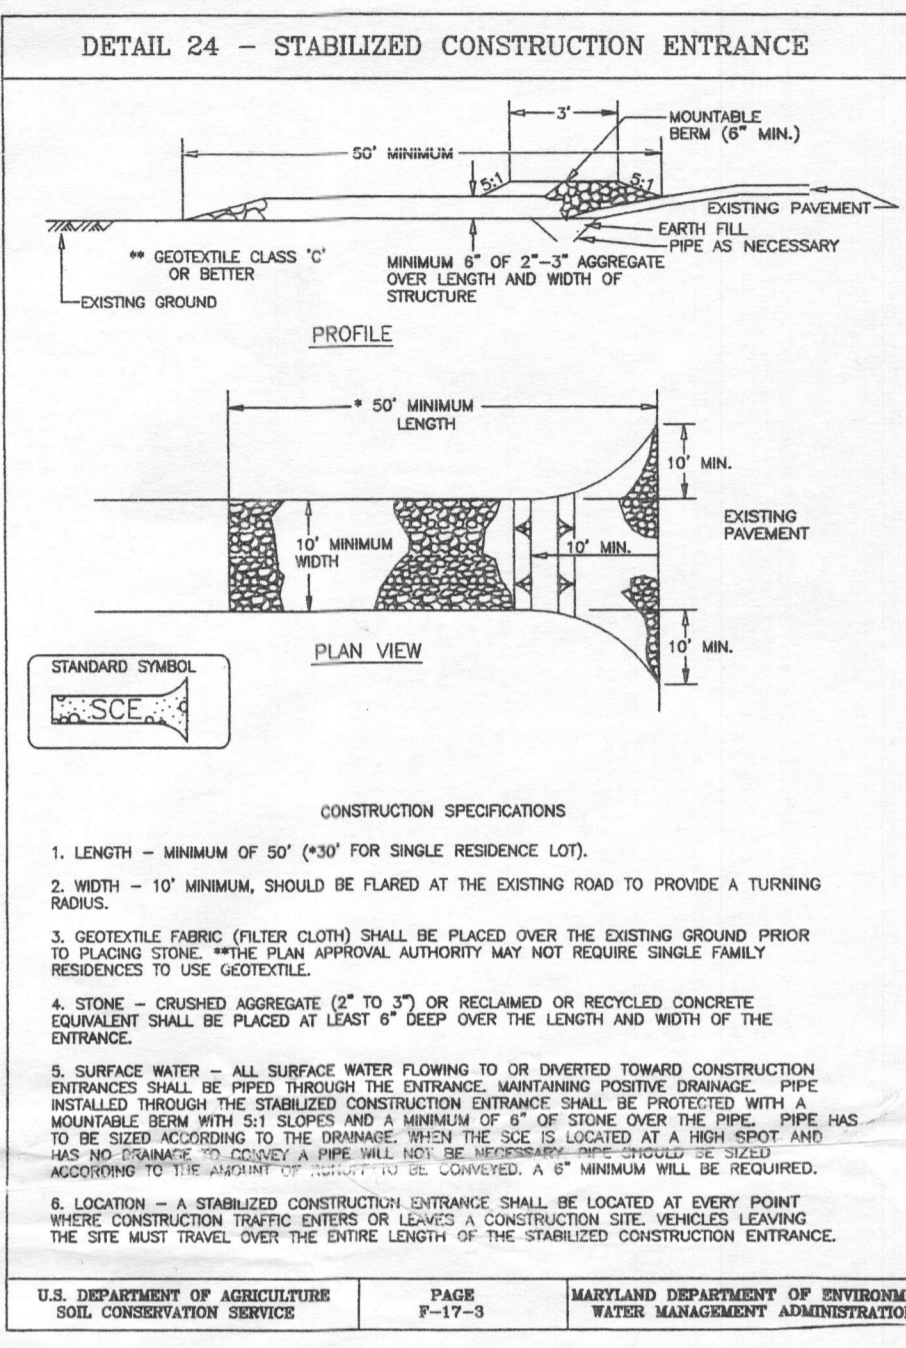 DETAIL 24 – STABILIZED CONSTRUCTION ENTRANCE
3'
MOUNTABLE
BERM (6" MIN.)
50' MINIMUM
5:1
5:1
EXISTING PAVEMENT
EARTH FILL
PIPE AS NECESSARY
** GEOTEXTILE CLASS 'C'
OR BETTER
MINIMUM 6" OF 2"–3" AGGREGATE
OVER LENGTH AND WIDTH OF
STRUCTURE
EXISTING GROUND
PROFILE
* 50' MINIMUM
LENGTH
10' MIN.
10' MINIMUM
WIDTH
10' MIN.
EXISTING
PAVEMENT
10' MIN.
PLAN VIEW
STANDARD SYMBOL
SCE
CONSTRUCTION SPECIFICATIONS
1. LENGTH – MINIMUM OF 50' (*30' FOR SINGLE RESIDENCE LOT).
2. WIDTH – 10' MINIMUM, SHOULD BE FLARED AT THE EXISTING ROAD TO PROVIDE A TURNING
RADIUS.
3. GEOTEXTILE FABRIC (FILTER CLOTH) SHALL BE PLACED OVER THE EXISTING GROUND PRIOR
TO PLACING STONE. **THE PLAN APPROVAL AUTHORITY MAY NOT REQUIRE SINGLE FAMILY
RESIDENCES TO USE GEOTEXTILE.
4. STONE – CRUSHED AGGREGATE (2" TO 3") OR RECLAIMED OR RECYCLED CONCRETE
EQUIVALENT SHALL BE PLACED AT LEAST 6" DEEP OVER THE LENGTH AND WIDTH OF THE
ENTRANCE.
5. SURFACE WATER – ALL SURFACE WATER FLOWING TO OR DIVERTED TOWARD CONSTRUCTION
ENTRANCES SHALL BE PIPED THROUGH THE ENTRANCE. MAINTAINING POSITIVE DRAINAGE. PIPE
INSTALLED THROUGH THE STABILIZED CONSTRUCTION ENTRANCE SHALL BE PROTECTED WITH A
MOUNTABLE BERM WITH 5:1 SLOPES AND A MINIMUM OF 6" OF STONE OVER THE PIPE. PIPE HAS
TO BE SIZED ACCORDING TO THE DRAINAGE. WHEN THE SCE IS LOCATED AT A HIGH SPOT AND
HAS NO DRAINAGE TO CONVEY A PIPE WILL NOT BE NECESSARY PIPE SHOULD BE SIZED
ACCORDING TO THE AMOUNT OF RUNOFF TO BE CONVEYED. A 6" MINIMUM WILL BE REQUIRED.
6. LOCATION – A STABILIZED CONSTRUCTION ENTRANCE SHALL BE LOCATED AT EVERY POINT
WHERE CONSTRUCTION TRAFFIC ENTERS OR LEAVES A CONSTRUCTION SITE. VEHICLES LEAVING
THE SITE MUST TRAVEL OVER THE ENTIRE LENGTH OF THE STABILIZED CONSTRUCTION ENTRANCE.
U.S. DEPARTMENT OF AGRICULTURE
SOIL CONSERVATION SERVICE
PAGE
F–17–3
MARYLAND DEPARTMENT OF ENVIRONM
WATER MANAGEMENT ADMINISTRATIO